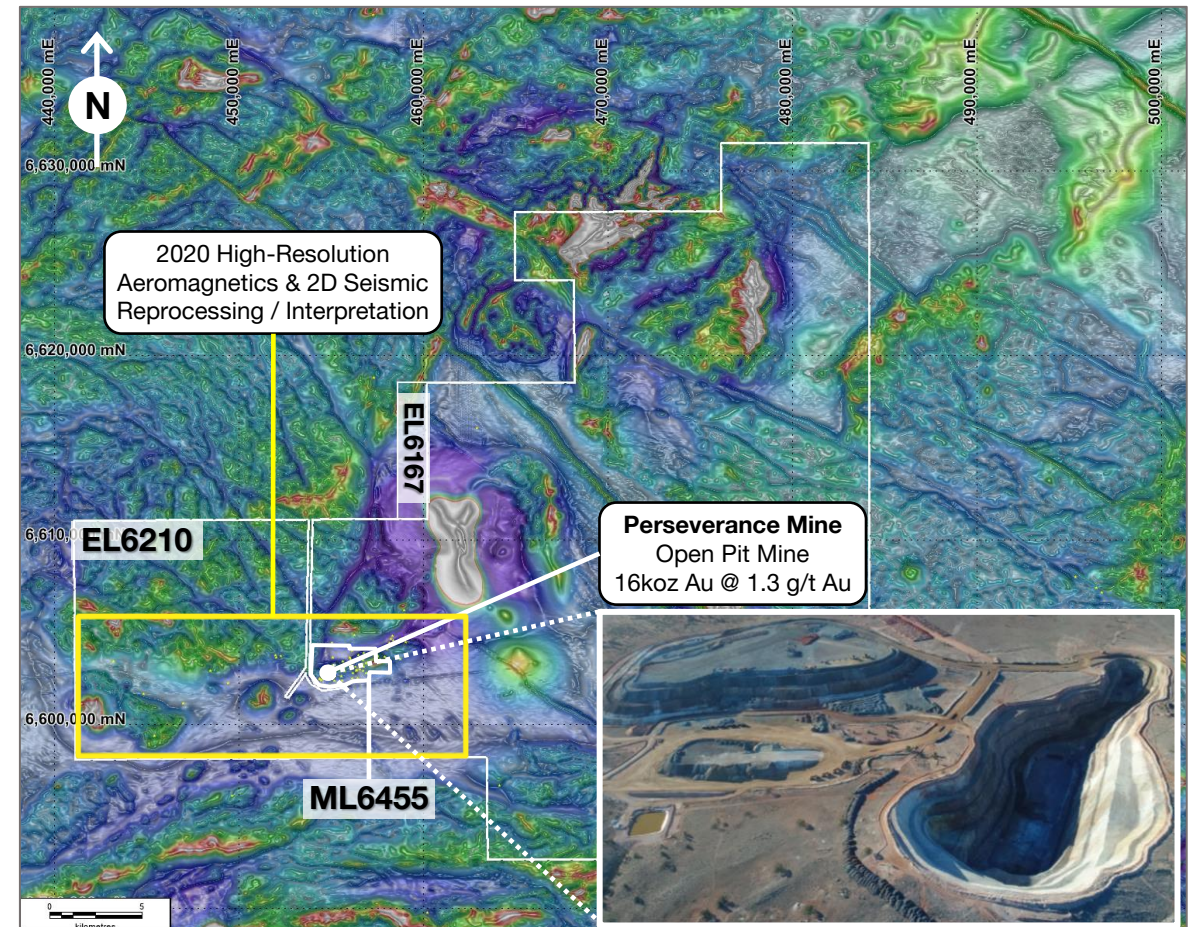 440,000 mE
450,000 mE
460,000 mE
470,000 mE
480,000 mE
490,000 mE
500,000 mE
N
6,630,000 mN
2020 High-Resolution
Aeromagnetics & 2D Seismic
Reprocessing / Interpretation
6,620,000 mN
EL6167
Perseverance Mine
Open Pit Mine
16koz Au @ 1.3 g/t Au
6,610,000 mN
EL6210
6,600,000 mN
ML6455
0 5
kilometres